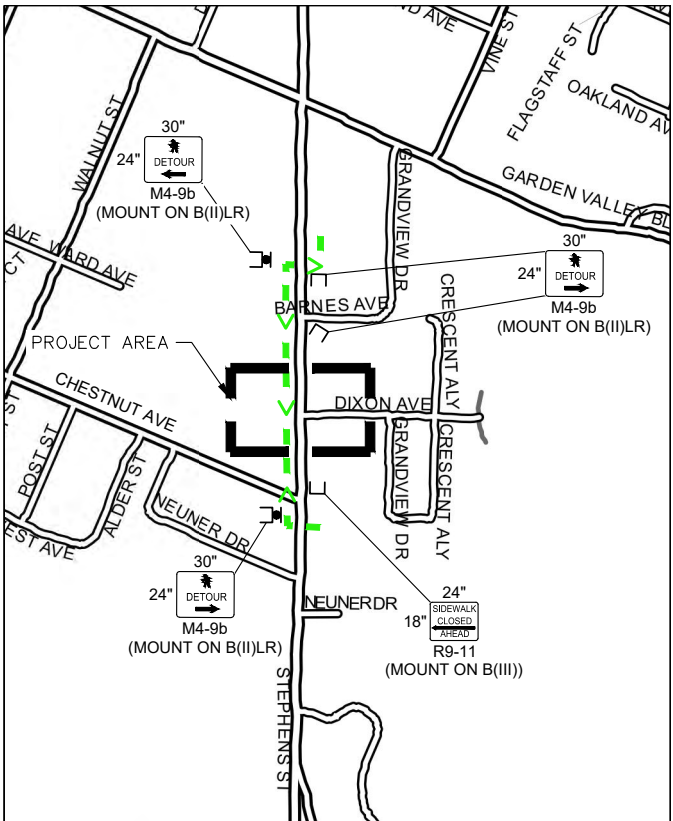 VD AVE
VINE ST
FLAGSTAFF ST
OAKLAND AV
WALNUT ST
30"
24"
DETOUR
M4-9b
(MOUNT ON B(II)LR)
GRANDVIEW DR
GARDEN VALLEY BL
AVE
WARD AVE
CT
30"
24"
DETOUR
M4-9b
(MOUNT ON B(II)LR)
BARNES AVE
CRESCENT ALY
PROJECT AREA
CHESTNUT AVE
DIXON AVE
POST ST
ALDER ST
GRANDVIEW DR
CRESCENT ALY
NEUNER DR
EST AVE
30"
24"
DETOUR
M4-9b
(MOUNT ON B(II)LR)
NEUNER DR
24"
18"
SIDEWALK
CLOSED
AHEAD
R9-11
(MOUNT ON B(III))
STEPHENS ST